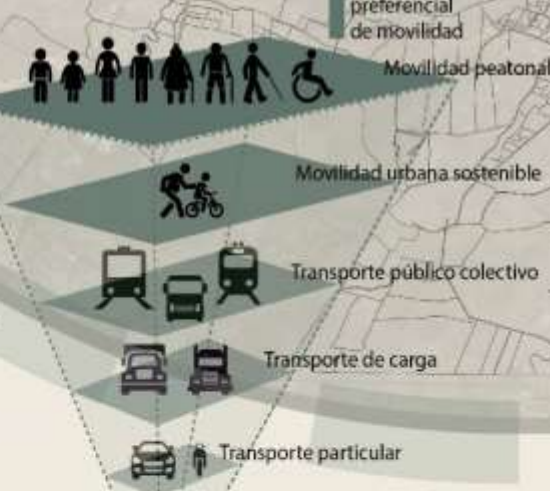 preferencial
de movilidad
Movilidad peatonal
Movilidad urbana sostenible
Transporte público colectivo
Transporte de carga
Transporte particular